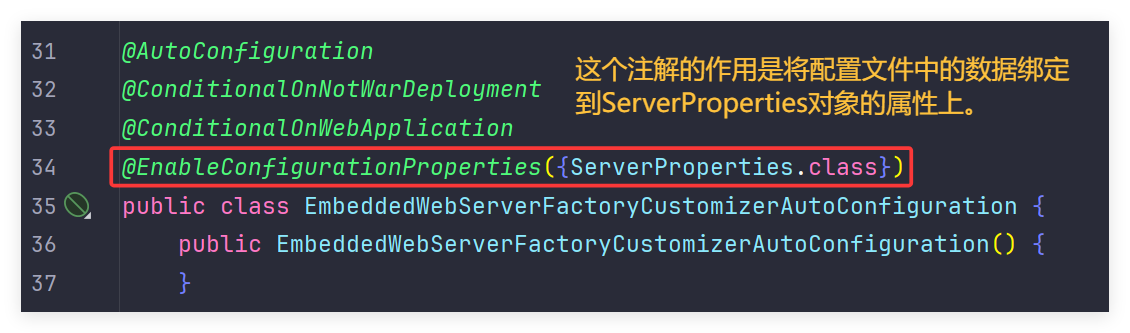 31 @AutoConfiguration
32 @ConditionalOnNotWarDeployment
33 @ConditionalOnWebApplication
34 @EnableConfigurationProperties({ServerProperties.class})
35 public class EmbeddedWebServerFactoryCustomizerAutoConfiguration {
36 public EmbeddedWebServerFactoryCustomizerAutoConfiguration() {
37 }
这个注解的作用是将配置文件中的数据绑定
到ServerProperties对象的属性上。